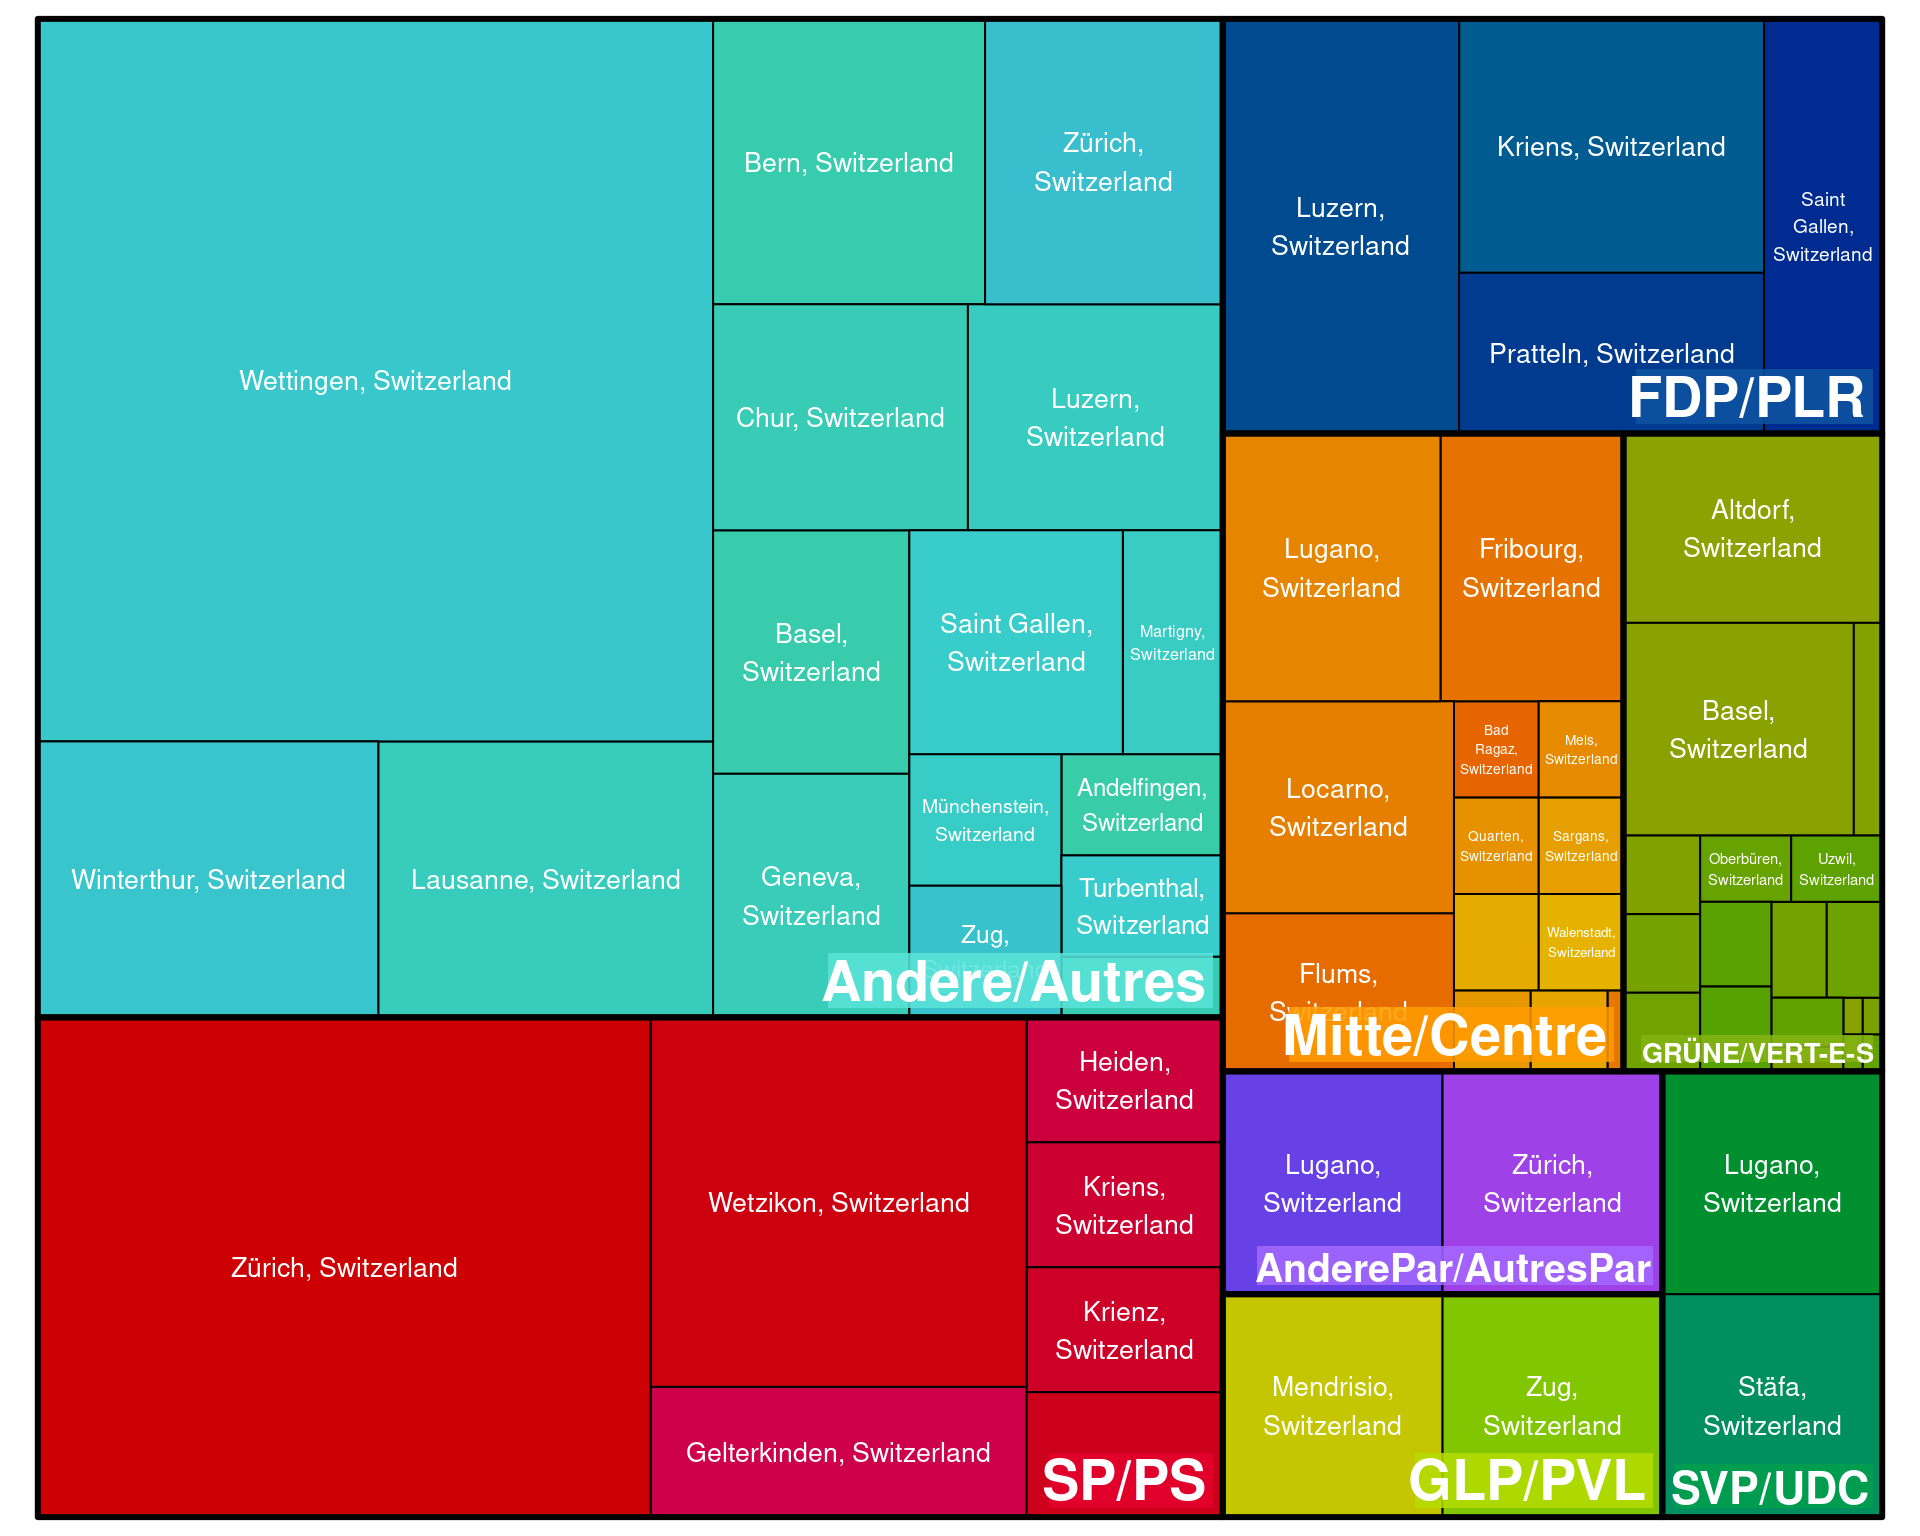 Wettingen, Switzerland
Bern, Switzerland
Zürich,
Switzerland
Chur, Switzerland
Luzern,
Switzerland
Basel,
Switzerland
Saint Gallen,
Switzerland
Martigny,
Switzerland
Winterthur, Switzerland
Lausanne, Switzerland
Geneva,
Switzerland
Münchenstein,
Switzerland
Andelfingen,
Switzerland
Turbenthal,
Switzerland
Zug,
Switzerland
Andere/Autres
Luzern,
Switzerland
Kriens, Switzerland
Saint
Gallen,
Switzerland
Pratteln, Switzerland
FDP/PLR
Lugano,
Switzerland
Fribourg,
Switzerland
Locarno,
Switzerland
Bad
Ragaz,
Switzerland
Mels,
Switzerland
Quarten,
Switzerland
Sargans,
Switzerland
Walenstadt,
Switzerland
Flums,
Switzerland
Mitte/Centre
Altdorf,
Switzerland
Basel,
Switzerland
Oberbüren,
Switzerland
Uzwil,
Switzerland
GRÜNE/VERT-E-S
Zürich, Switzerland
Wetzikon, Switzerland
Gelterkinden, Switzerland
Heiden,
Switzerland
Kriens,
Switzerland
Krienz,
Switzerland
SP/PS
Lugano,
Switzerland
Zürich,
Switzerland
AnderePar/AutresPar
Mendrisio,
Switzerland
Zug,
Switzerland
GLP/PVL
Lugano,
Switzerland
Stäfa,
Switzerland
SVP/UDC